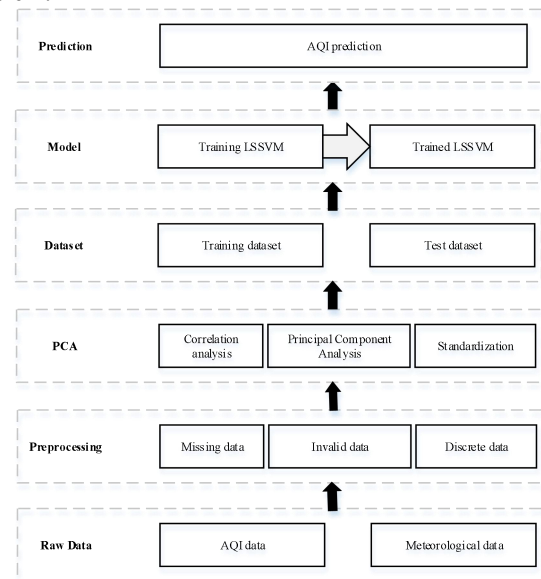 Prediction
AQI prediction
Model
Training LSSVM
Trained LSSVM
Dataset
Training dataset
Test dataset
PCA
Correlation
analysis
Principal Component
Analysis
Standardization
Preprocessing
Missing data
Invalid data
Discrete data
Raw Data
AQI data
Meteorological data